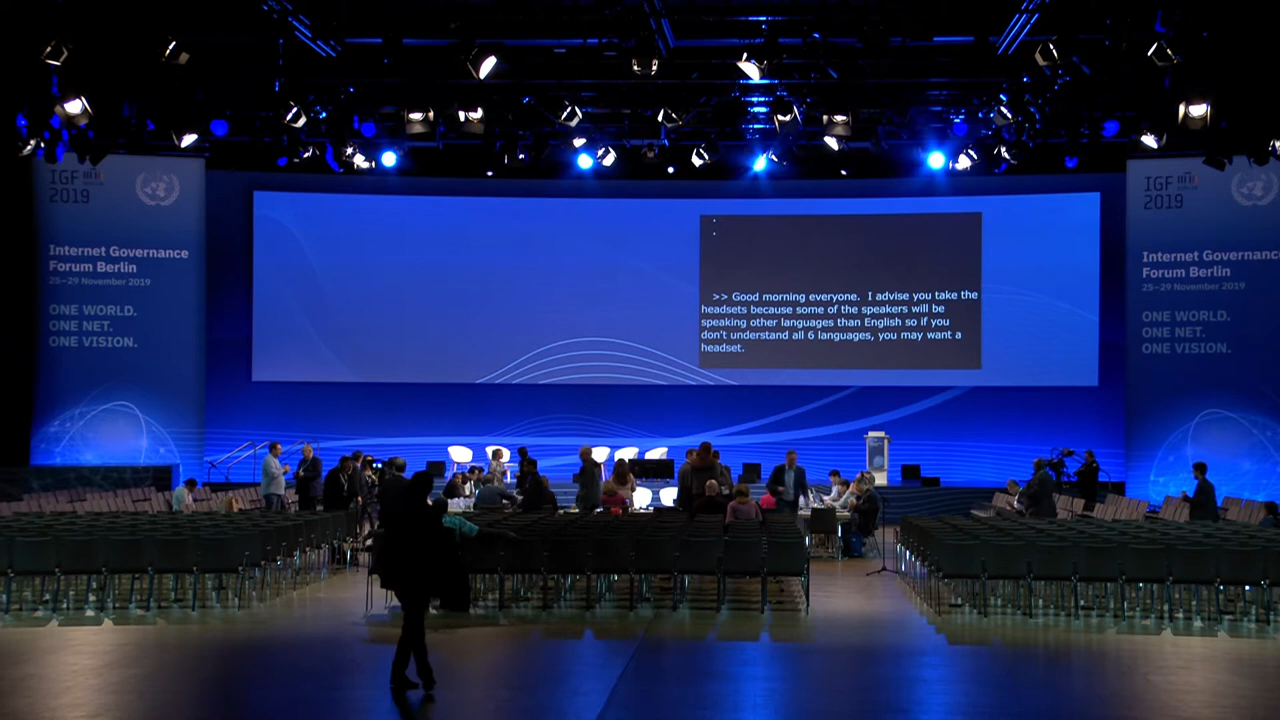 IGF
2019
Internet Governance
Forum Berlin
25–29 November 2019
ONE WORLD.
ONE NET.
ONE VISION.
>> Good morning everyone.  I advise you take the
headsets because some of the speakers will be
speaking other languages than English so if you
don't understand all 6 languages, you may want a
headset.
IGF
2019
Internet Governance
Forum Berlin
25–29 November 2019
ONE WORLD.
ONE NET.
ONE VISION.